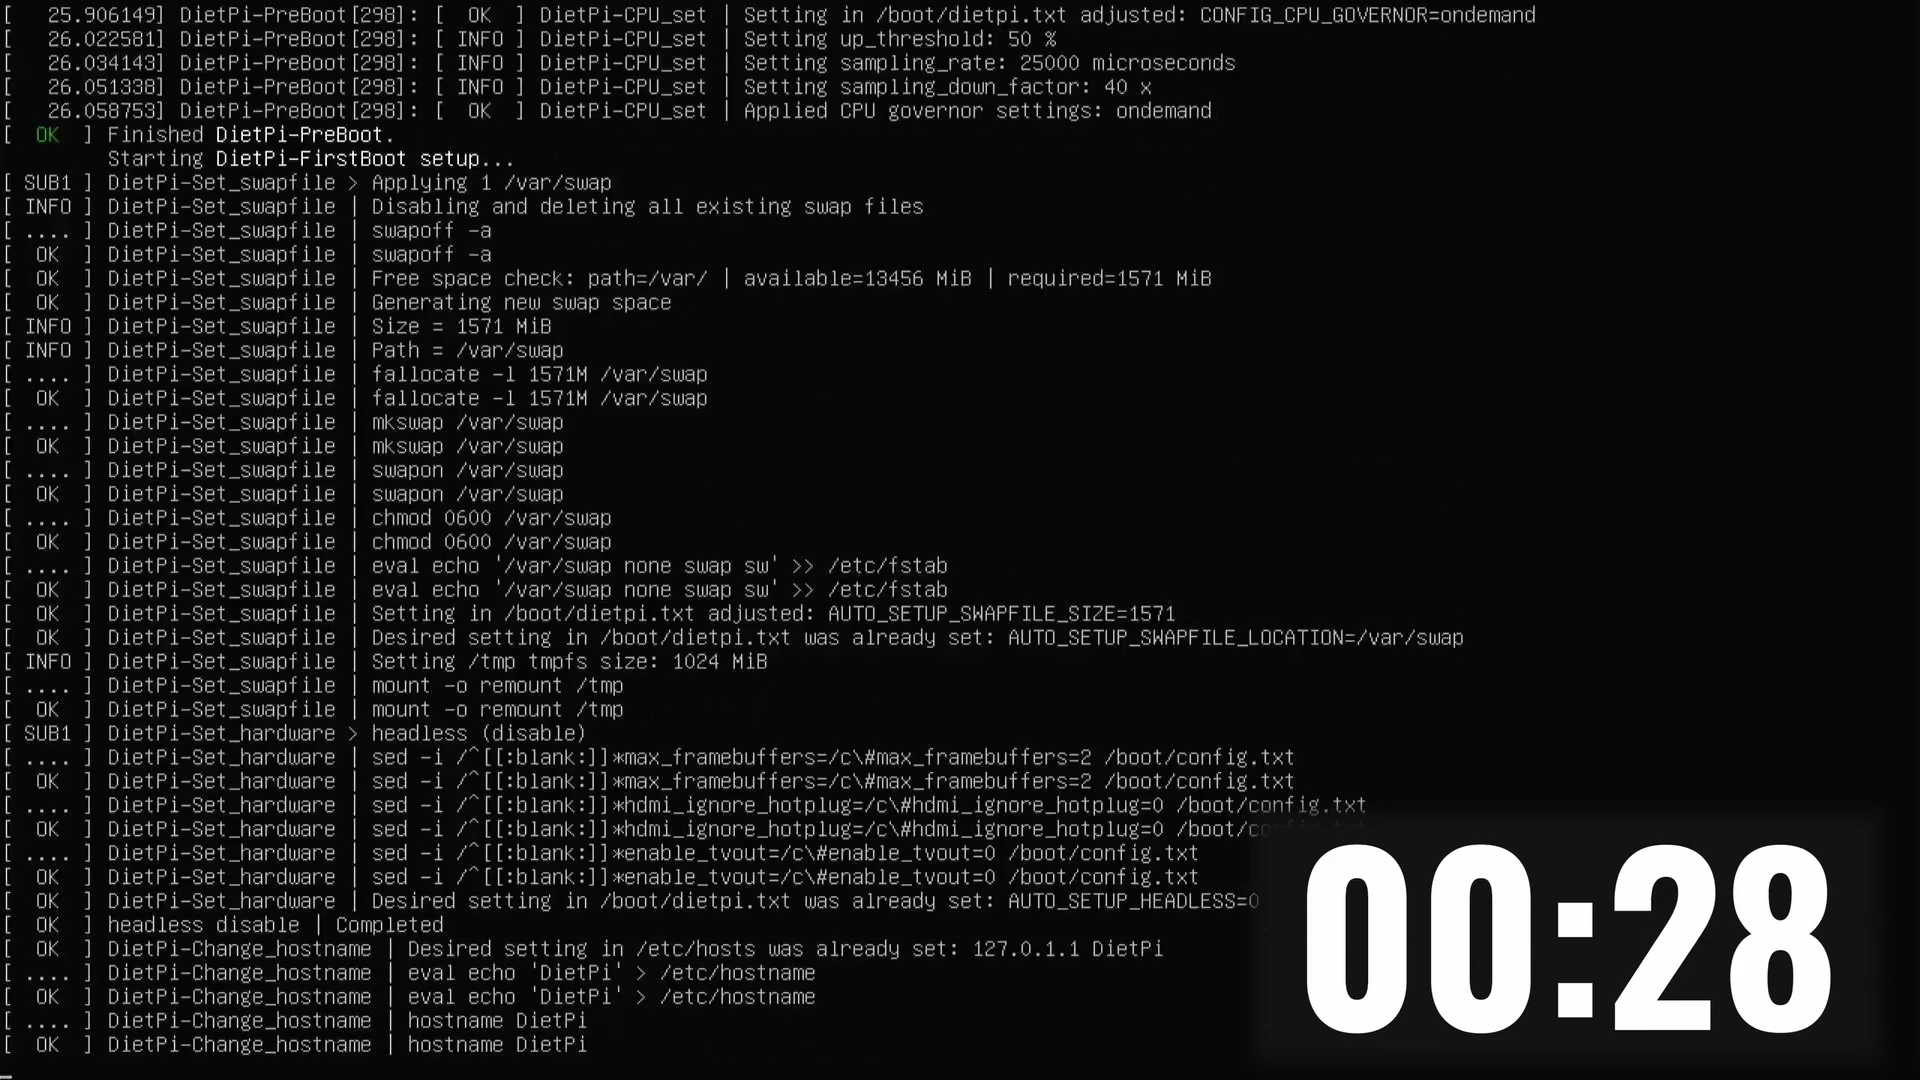 [   25.906149] DietPi-PreBoot[298]: [  OK  ] DietPi-CPU_set | Setting in /boot/dietpi.txt adjusted: CONFIG_CPU_GOVERNOR=ondemand
[   26.022581] DietPi-PreBoot[298]: [ INFO ] DietPi-CPU_set | Setting up_threshold: 50 %
[   26.034143] DietPi-PreBoot[298]: [ INFO ] DietPi-CPU_set | Setting sampling_rate: 25000 microseconds
[   26.051338] DietPi-PreBoot[298]: [ INFO ] DietPi-CPU_set | Setting sampling_down_factor: 40 x
[   26.058753] DietPi-PreBoot[298]: [  OK  ] DietPi-CPU_set | Applied CPU governor settings: ondemand
[  OK  ] Finished DietPi-PreBoot.
         Starting DietPi-FirstBoot setup...
[ SUB1 ] DietPi-Set_swapfile > Applying 1 /var/swap
[ INFO ] DietPi-Set_swapfile | Disabling and deleting all existing swap files
[ .... ] DietPi-Set_swapfile | swapoff -a
[  OK  ] DietPi-Set_swapfile | swapoff -a
[  OK  ] DietPi-Set_swapfile | Free space check: path=/var/ | available=13456 MiB | required=1571 MiB
[  OK  ] DietPi-Set_swapfile | Generating new swap space
[ INFO ] DietPi-Set_swapfile | Size = 1571 MiB
[ INFO ] DietPi-Set_swapfile | Path = /var/swap
[ .... ] DietPi-Set_swapfile | fallocate -l 1571M /var/swap
[  OK  ] DietPi-Set_swapfile | fallocate -l 1571M /var/swap
[ .... ] DietPi-Set_swapfile | mkswap /var/swap
[  OK  ] DietPi-Set_swapfile | mkswap /var/swap
[ .... ] DietPi-Set_swapfile | swapon /var/swap
[  OK  ] DietPi-Set_swapfile | swapon /var/swap
[ .... ] DietPi-Set_swapfile | chmod 0600 /var/swap
[  OK  ] DietPi-Set_swapfile | chmod 0600 /var/swap
[ .... ] DietPi-Set_swapfile | eval echo '/var/swap none swap sw' >> /etc/fstab
[  OK  ] DietPi-Set_swapfile | eval echo '/var/swap none swap sw' >> /etc/fstab
[  OK  ] DietPi-Set_swapfile | Setting in /boot/dietpi.txt adjusted: AUTO_SETUP_SWAPFILE_SIZE=1571
[  OK  ] DietPi-Set_swapfile | Desired setting in /boot/dietpi.txt was already set: AUTO_SETUP_SWAPFILE_LOCATION=/var/swap
[ INFO ] DietPi-Set_swapfile | Setting /tmp tmpfs size: 1024 MiB
[ .... ] DietPi-Set_swapfile | mount -o remount /tmp
[  OK  ] DietPi-Set_swapfile | mount -o remount /tmp
[ SUB1 ] DietPi-Set_hardware > headless (disable)
[ .... ] DietPi-Set_hardware | sed -i /^[[:blank:]]*max_framebuffers=/c\#max_framebuffers=2 /boot/config.txt
[  OK  ] DietPi-Set_hardware | sed -i /^[[:blank:]]*max_framebuffers=/c\#max_framebuffers=2 /boot/config.txt
[ .... ] DietPi-Set_hardware | sed -i /^[[:blank:]]*hdmi_ignore_hotplug=/c\#hdmi_ignore_hotplug=0 /boot/config.txt
[  OK  ] DietPi-Set_hardware | sed -i /^[[:blank:]]*hdmi_ignore_hotplug=/c\#hdmi_ignore_hotplug=0 /boot/config.txt
[ .... ] DietPi-Set_hardware | sed -i /^[[:blank:]]*enable_tvout=/c\#enable_tvout=0 /boot/config.txt
[  OK  ] DietPi-Set_hardware | sed -i /^[[:blank:]]*enable_tvout=/c\#enable_tvout=0 /boot/config.txt
[  OK  ] DietPi-Set_hardware | Desired setting in /boot/dietpi.txt was already set: AUTO_SETUP_HEADLESS=0
[  OK  ] headless disable | Completed
[  OK  ] DietPi-Change_hostname | Desired setting in /etc/hosts was already set: 127.0.1.1 DietPi
[ .... ] DietPi-Change_hostname | eval echo 'DietPi' > /etc/hostname
[  OK  ] DietPi-Change_hostname | eval echo 'DietPi' > /etc/hostname
[ .... ] DietPi-Change_hostname | hostname DietPi
[  OK  ] DietPi-Change_hostname | hostname DietPi
00:28